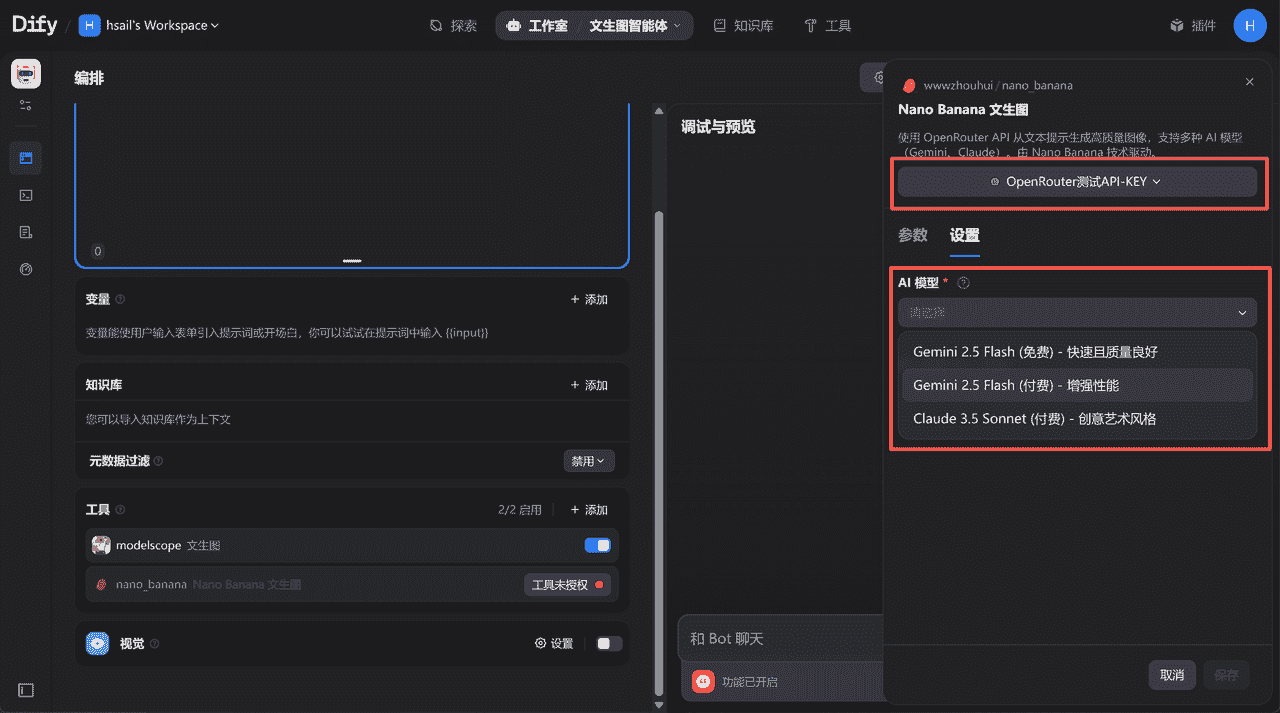 Dify / H hsail's Workspace
探索
工作室 / 文生图智能体
知识库
工具
插件
H
编排
0
变量
+ 添加
变量能使用户输入表单引入提示词或开场白，你可以试试在提示词中输入 {{input}}
知识库
+ 添加
您可以导入知识库作为上下文
元数据过滤
禁用
工具
2/2 启用
+ 添加
modelscope 文生图
nano_banana Nano Banana 文生图
工具未授权
视觉
设置
调试与预览
和 Bot 聊天
功能已开启
wwwzhouhui / nano_banana
Nano Banana 文生图
使用 OpenRouter API 从文本提示生成高质量图像，支持多种 AI 模型
（Gemini、Claude）。由 Nano Banana 技术驱动。
OpenRouter测试API-KEY
参数
设置
AI 模型 *
请选择
Gemini 2.5 Flash (免费) - 快速且质量良好
Gemini 2.5 Flash (付费) - 增强性能
Claude 3.5 Sonnet (付费) - 创意艺术风格
取消
保存